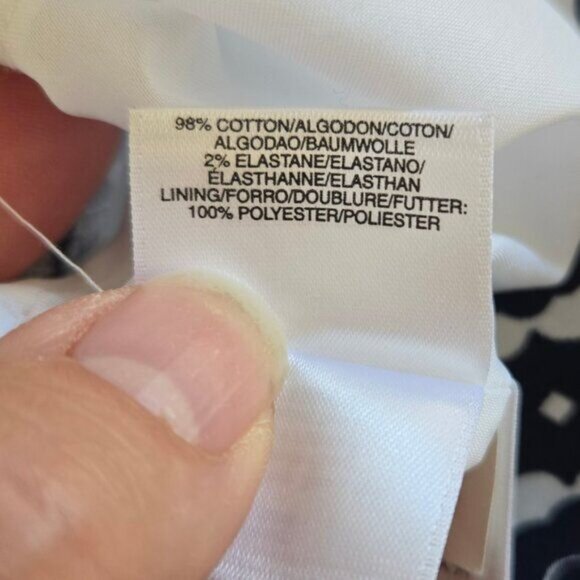 98% COTTON/ALGODON/COTON/
ALGODAO/BAUMWOLLE
2% ELASTANE/ELASTANO/
ÉLASTHANNE/ELASTHAN
LINING/FORRO/DOUBLURE/FUTTER:
100% POLYESTER/POLIESTER